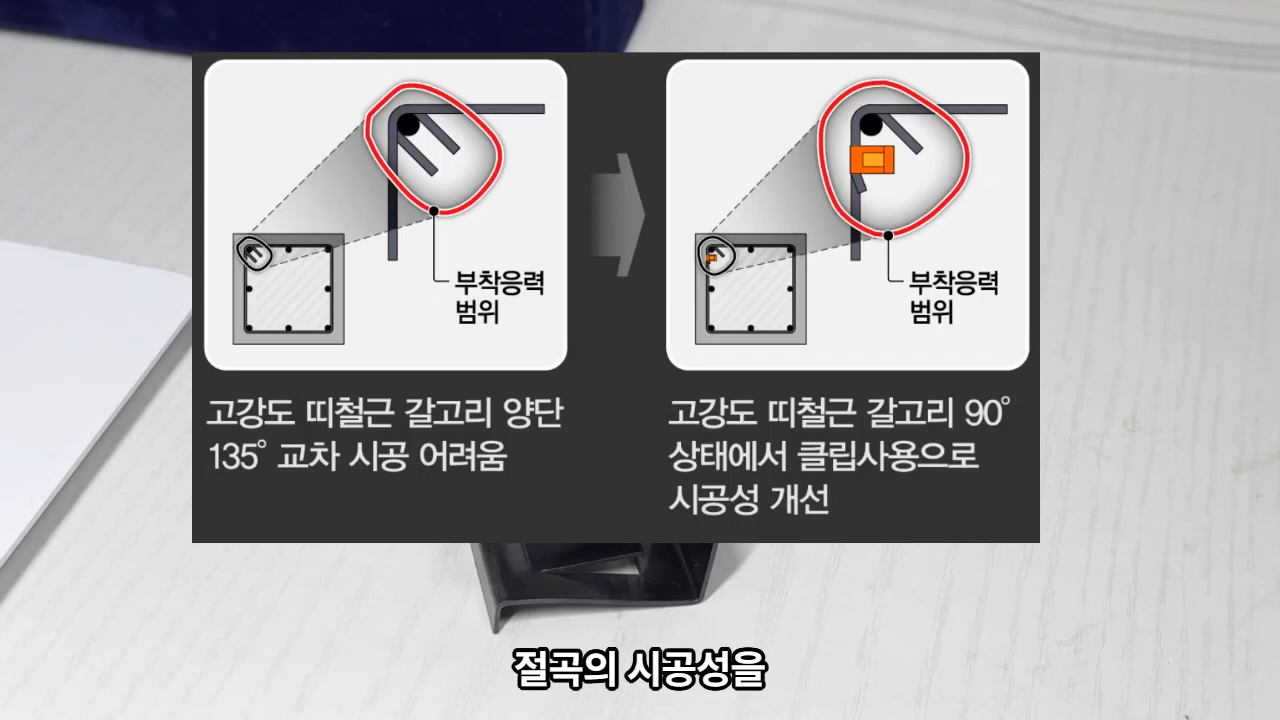 부착응력
범위
부착응력
범위
고강도 띠철근 갈고리 양단
135° 교차 시공 어려움
고강도 띠철근 갈고리 90°
상태에서 클립사용으로
시공성 개선
절곡의 시공성을